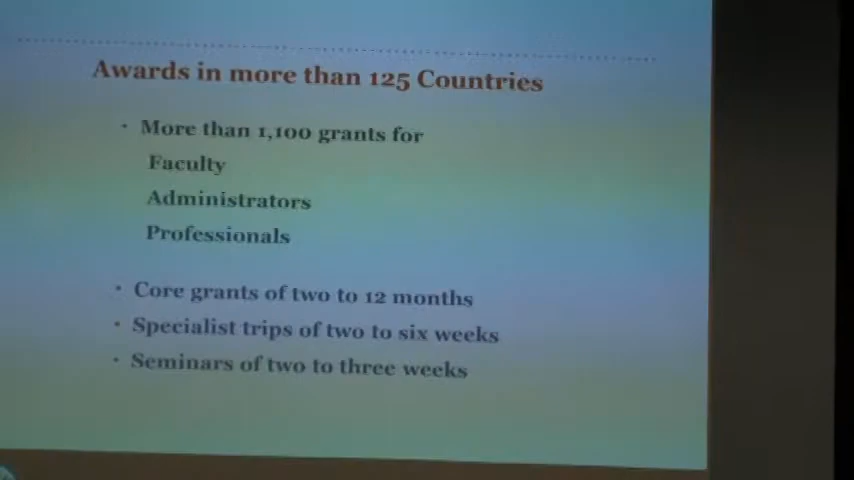 Awards in more than 125 Countries
• More than 1,100 grants for
Faculty
Administrators
Professionals
• Core grants of two to 12 months
• Specialist trips of two to six weeks
• Seminars of two to three weeks